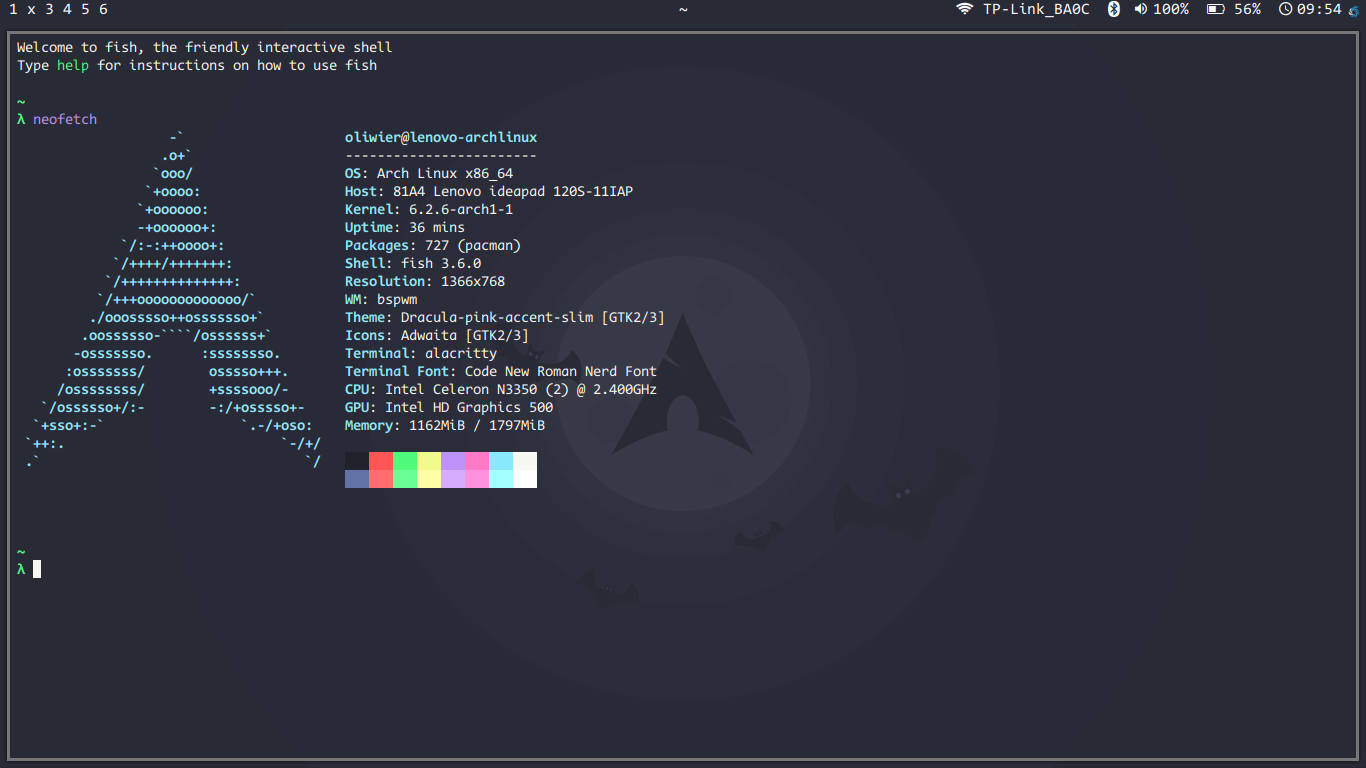 1 x 3 4 5 6 ~ TP-Link_BA0C 100% 56% 09:54
Welcome to fish, the friendly interactive shell
Type help for instructions on how to use fish
~
λ neofetch
-` oliwier@lenovo-archlinux
.o+` ------------------------
`ooo/ OS: Arch Linux x86_64
`+oooo: Host: 81A4 Lenovo ideapad 120S-11IAP
`+oooooo: Kernel: 6.2.6-arch1-1
-+oooooo+: Uptime: 36 mins
`/:-:++oooo+: Packages: 727 (pacman)
`/++++/+++++++: Shell: fish 3.6.0
`/++++++++++++++: Resolution: 1366x768
`/+++ooooooooooooo/` WM: bspwm
./ooosssso++osssssso+` Theme: Dracula-pink-accent-slim [GTK2/3]
.oossssso-````/ossssss+` Icons: Adwaita [GTK2/3]
-osssssso. :ssssssso. Terminal: alacritty
:osssssss/ osssso+++. Terminal Font: Code New Roman Nerd Font
/ossssssss/ +ssssooo/- CPU: Intel Celeron N3350 (2) @ 2.400GHz
`/ossssso+/:- -:/+osssso+- GPU: Intel HD Graphics 500
`+sso+:-` `.-/+oso: Memory: 1162MiB / 1797MiB
`++:. `-/+/
.` `/
~
λ